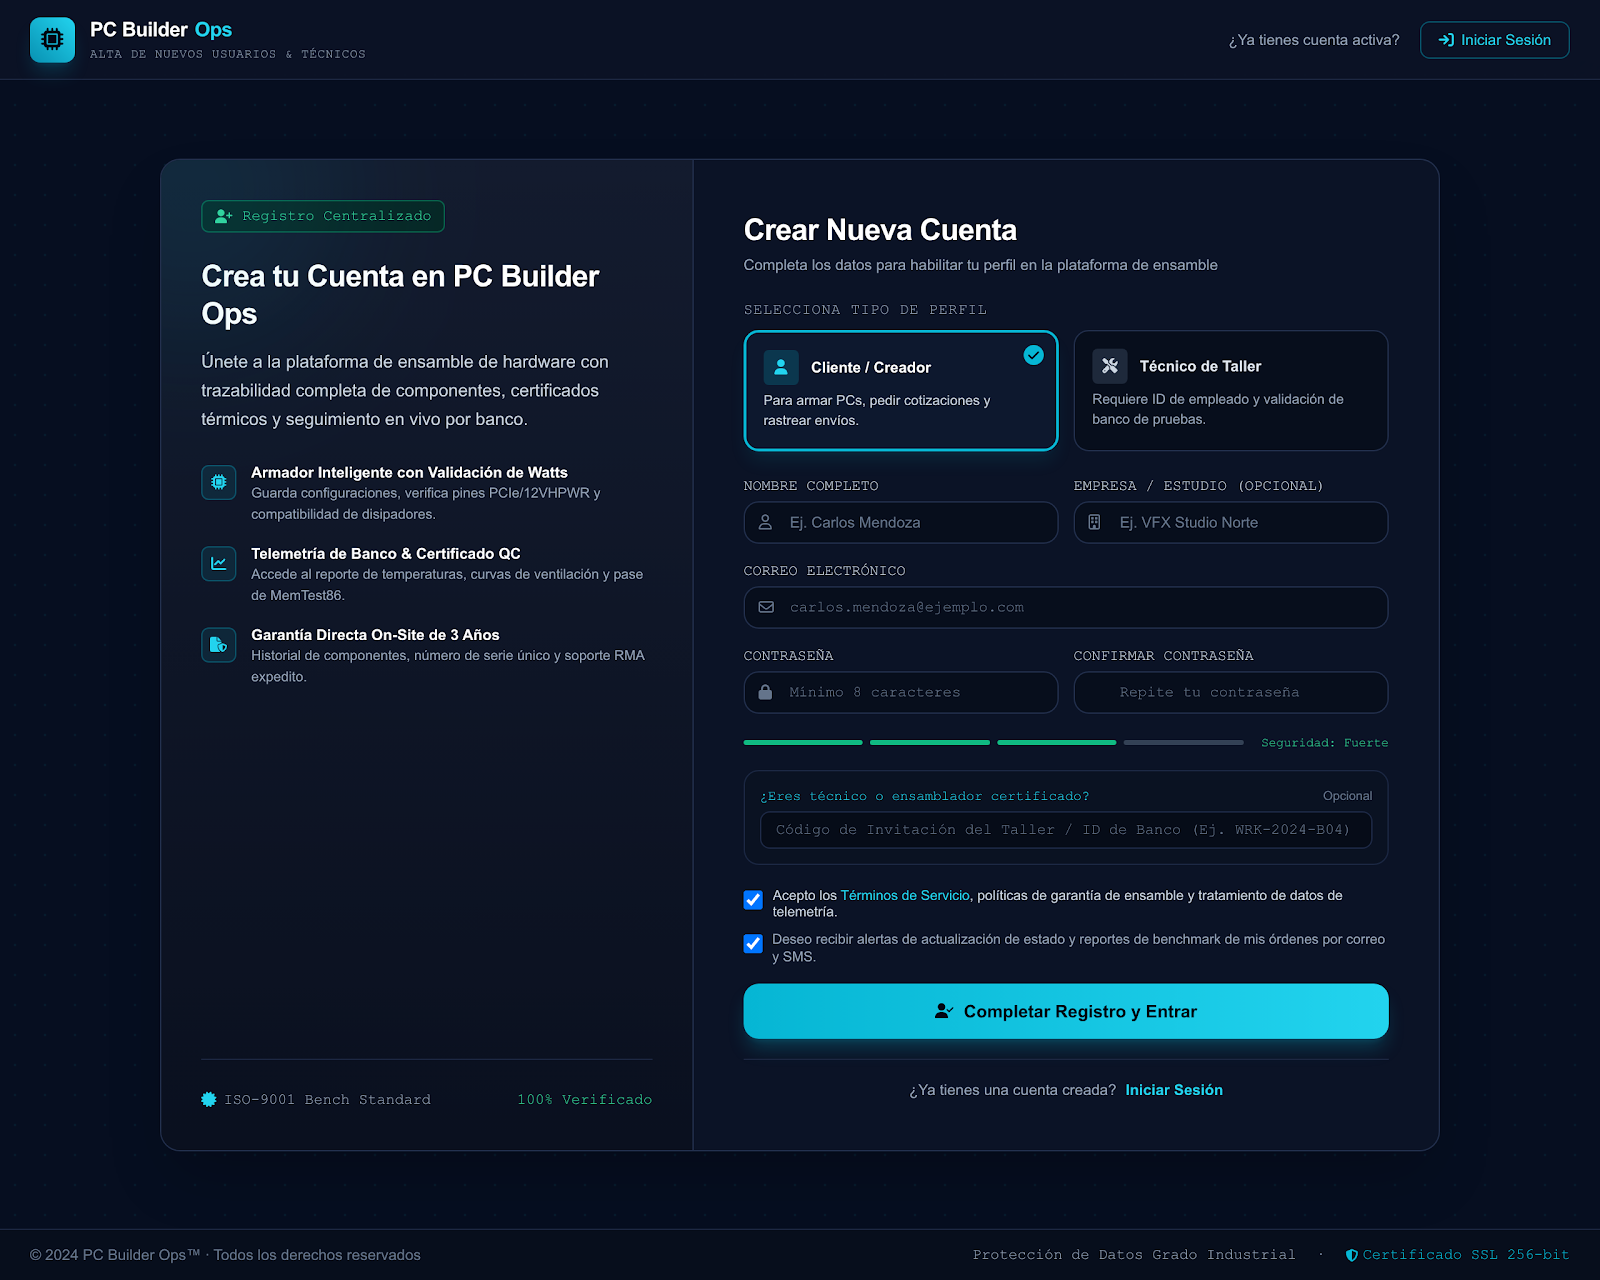 PC Builder Ops
ALTA DE NUEVOS USUARIOS & TÉCNICOS
¿Ya tienes cuenta activa?
Iniciar Sesión
Registro Centralizado
Crea tu Cuenta en PC Builder
Ops
Únete a la plataforma de ensamble de hardware con
trazabilidad completa de componentes, certificados
térmicos y seguimiento en vivo por banco.
Armador Inteligente con Validación de Watts
Guarda configuraciones, verifica pines PCIe/12VHPWR y
compatibilidad de disipadores.
Telemetría de Banco & Certificado QC
Accede al reporte de temperaturas, curvas de ventilación y pase
de MemTest86.
Garantía Directa On-Site de 3 Años
Historial de componentes, número de serie único y soporte RMA
expedito.
ISO-9001 Bench Standard
100% Verificado
Crear Nueva Cuenta
Completa los datos para habilitar tu perfil en la plataforma de ensamble
SELECCIONA TIPO DE PERFIL
Cliente / Creador
Para armar PCs, pedir cotizaciones y
rastrear envíos.
Técnico de Taller
Requiere ID de empleado y validación de
banco de pruebas.
NOMBRE COMPLETO
Ej. Carlos Mendoza
EMPRESA / ESTUDIO (OPCIONAL)
Ej. VFX Studio Norte
CORREO ELECTRÓNICO
carlos.mendoza@ejemplo.com
CONTRASEÑA
Mínimo 8 caracteres
CONFIRMAR CONTRASEÑA
Repite tu contraseña
Seguridad: Fuerte
¿Eres técnico o ensamblador certificado?
Opcional
Código de Invitación del Taller / ID de Banco (Ej. WRK-2024-B04)
Acepto los Términos de Servicio, políticas de garantía de ensamble y tratamiento de datos de
telemetría.
Deseo recibir alertas de actualización de estado y reportes de benchmark de mis órdenes por correo
y SMS.
Completar Registro y Entrar
¿Ya tienes una cuenta creada? Iniciar Sesión
© 2024 PC Builder Ops™ · Todos los derechos reservados
Protección de Datos Grado Industrial · Certificado SSL 256-bit